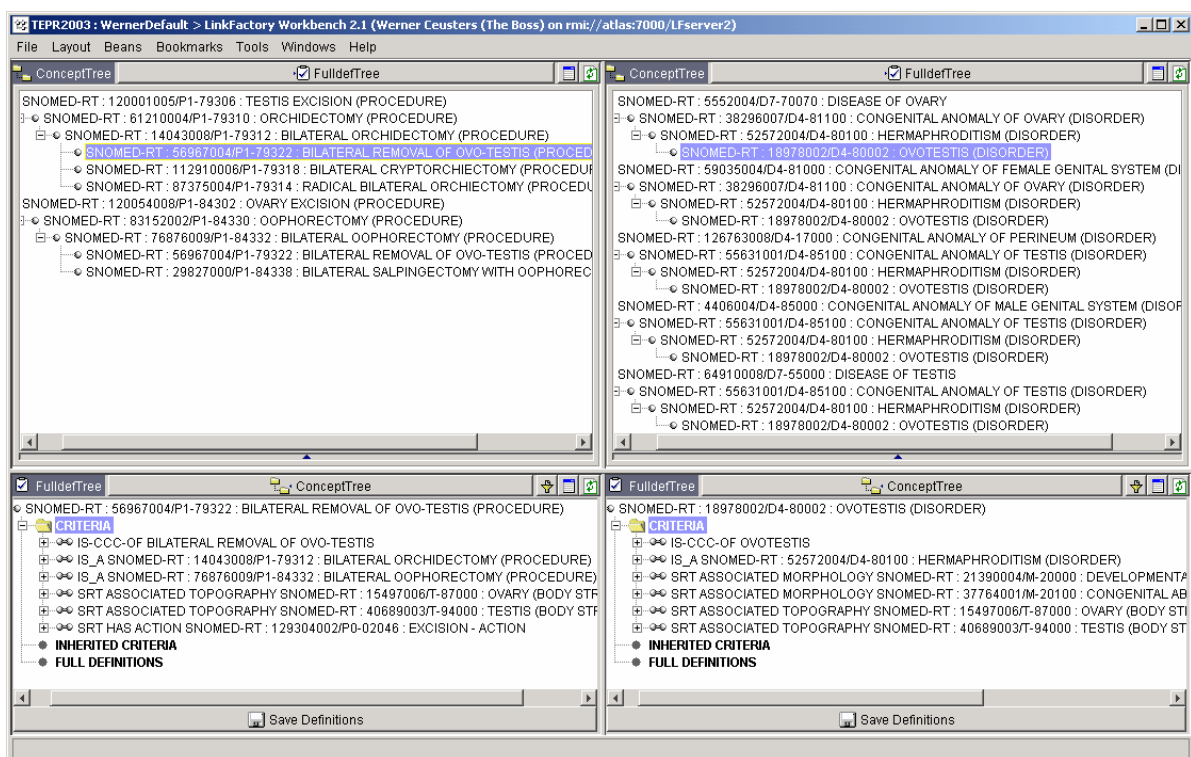 TEPR2003 : WernerDefault > LinkFactory Workbench 2.1 (Werner Ceusters (The Boss) on rmi://atlas:7000/LFserver2)
File Layout Beans Bookmarks Tools Windows Help
ConceptTree FulldefTree
SNOMED-RT : 120001005/P1-79306 : TESTIS EXCISION (PROCEDURE)
SNOMED-RT : 61210004/P1-79310 : ORCHIDECTOMY (PROCEDURE)
SNOMED-RT : 14043008/P1-79312 : BILATERAL ORCHIDECTOMY (PROCEDURE)
SNOMED-RT : 56967004/P1-79322 : BILATERAL REMOVAL OF OVO-TESTIS (PROCED
SNOMED-RT : 112910006/P1-79318 : BILATERAL CRYPTORCHIECTOMY (PROCEDUR
SNOMED-RT : 87375004/P1-79314 : RADICAL BILATERAL ORCHIECTOMY (PROCEDU
SNOMED-RT : 120054008/P1-84302 : OVARY EXCISION (PROCEDURE)
SNOMED-RT : 83152002/P1-84330 : OOPHORECTOMY (PROCEDURE)
SNOMED-RT : 76876009/P1-84332 : BILATERAL OOPHORECTOMY (PROCEDURE)
SNOMED-RT : 56967004/P1-79322 : BILATERAL REMOVAL OF OVO-TESTIS (PROCED
SNOMED-RT : 29827000/P1-84338 : BILATERAL SALPINGECTOMY WITH OOPHOREC
ConceptTree FulldefTree
SNOMED-RT : 5552004/D7-70070 : DISEASE OF OVARY
SNOMED-RT : 38296007/D4-81100 : CONGENITAL ANOMALY OF OVARY (DISORDER)
SNOMED-RT : 52572004/D4-80100 : HERMAPHRODITISM (DISORDER)
SNOMED-RT : 18978002/D4-80002 : OVOTESTIS (DISORDER)
SNOMED-RT : 59035004/D4-81000 : CONGENITAL ANOMALY OF FEMALE GENITAL SYSTEM (DI
SNOMED-RT : 38296007/D4-81100 : CONGENITAL ANOMALY OF OVARY (DISORDER)
SNOMED-RT : 52572004/D4-80100 : HERMAPHRODITISM (DISORDER)
SNOMED-RT : 18978002/D4-80002 : OVOTESTIS (DISORDER)
SNOMED-RT : 126763008/D4-17000 : CONGENITAL ANOMALY OF PERINEUM (DISORDER)
SNOMED-RT : 55631001/D4-85100 : CONGENITAL ANOMALY OF TESTIS (DISORDER)
SNOMED-RT : 52572004/D4-80100 : HERMAPHRODITISM (DISORDER)
SNOMED-RT : 18978002/D4-80002 : OVOTESTIS (DISORDER)
SNOMED-RT : 4406004/D4-85000 : CONGENITAL ANOMALY OF MALE GENITAL SYSTEM (DISOR
SNOMED-RT : 55631001/D4-85100 : CONGENITAL ANOMALY OF TESTIS (DISORDER)
SNOMED-RT : 52572004/D4-80100 : HERMAPHRODITISM (DISORDER)
SNOMED-RT : 18978002/D4-80002 : OVOTESTIS (DISORDER)
SNOMED-RT : 64910008/D7-55000 : DISEASE OF TESTIS
SNOMED-RT : 55631001/D4-85100 : CONGENITAL ANOMALY OF TESTIS (DISORDER)
SNOMED-RT : 52572004/D4-80100 : HERMAPHRODITISM (DISORDER)
SNOMED-RT : 18978002/D4-80002 : OVOTESTIS (DISORDER)
FulldefTree ConceptTree
SNOMED-RT : 56967004/P1-79322 : BILATERAL REMOVAL OF OVO-TESTIS (PROCEDURE)
CRITERIA
IS-CCC-OF BILATERAL REMOVAL OF OVO-TESTIS
IS_A SNOMED-RT : 14043008/P1-79312 : BILATERAL ORCHIDECTOMY (PROCEDURE)
IS_A SNOMED-RT : 76876009/P1-84332 : BILATERAL OOPHORECTOMY (PROCEDURE)
SRT ASSOCIATED TOPOGRAPHY SNOMED-RT : 15497006/T-87000 : OVARY (BODY STR
SRT ASSOCIATED TOPOGRAPHY SNOMED-RT : 40689003/T-94000 : TESTIS (BODY STF
SRT HAS ACTION SNOMED-RT : 129304002/P0-02046 : EXCISION - ACTION
INHERITED CRITERIA
FULL DEFINITIONS
Save Definitions
FulldefTree ConceptTree
SNOMED-RT : 18978002/D4-80002 : OVOTESTIS (DISORDER)
CRITERIA
IS-CCC-OF OVOTESTIS
IS_A SNOMED-RT : 52572004/D4-80100 : HERMAPHRODITISM (DISORDER)
SRT ASSOCIATED MORPHOLOGY SNOMED-RT : 21390004/M-20000 : DEVELOPMENTA
SRT ASSOCIATED MORPHOLOGY SNOMED-RT : 37764001/M-20100 : CONGENITAL AB
SRT ASSOCIATED TOPOGRAPHY SNOMED-RT : 15497006/T-87000 : OVARY (BODY STI
SRT ASSOCIATED TOPOGRAPHY SNOMED-RT : 40689003/T-94000 : TESTIS (BODY ST
INHERITED CRITERIA
FULL DEFINITIONS
Save Definitions